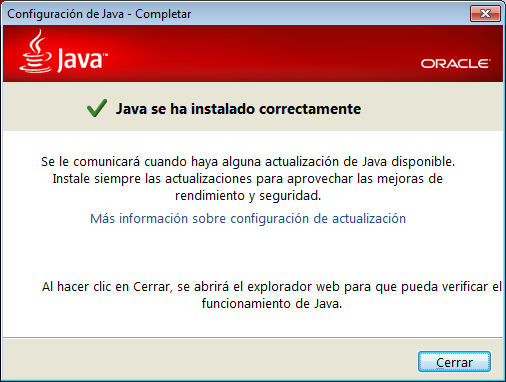 Configuración de Java - Completar
Java™
ORACLE®
Java se ha instalado correctamente
Se le comunicará cuando haya alguna actualización de Java disponible.
Instale siempre las actualizaciones para aprovechar las mejoras de
rendimiento y seguridad.
Más información sobre configuración de actualización
Al hacer clic en Cerrar, se abrirá el explorador web para que pueda verificar el
funcionamiento de Java.
Cerrar